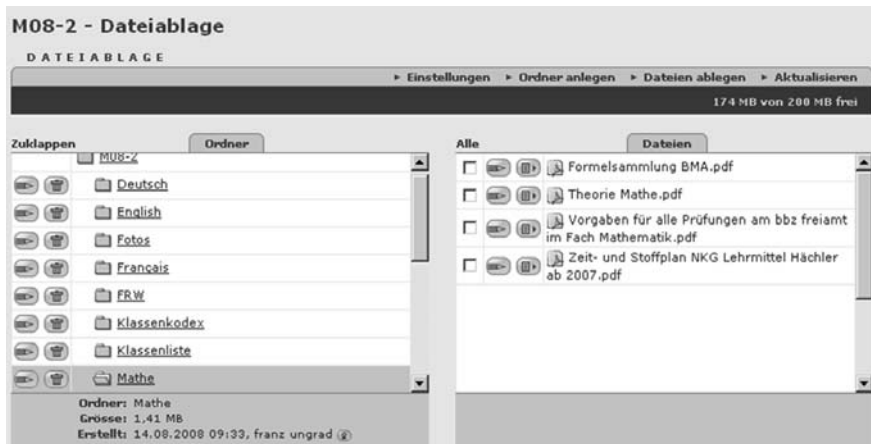 M08-2 - Dateiablage
DATEIABLAGE
Einstellungen Ordner anlegen Dateien ablegen Aktualisieren
174 MB von 200 MB frei
Zuklappen Ordner
M08-2
Deutsch
English
Fotos
Français
FRW
Klassenkodex
Klassenliste
Mathe
Ordner: Mathe
Grösse: 1,41 MB
Erstellt: 14.08.2008 09:33, franz ungrad
Alle Dateien
Formelsammlung BMA.pdf
Theorie Mathe.pdf
Vorgaben für alle Prüfungen am bbz freiamt
im Fach Mathematik.pdf
Zeit- und Stoffplan NKG Lehrmittel Hächler
ab 2007.pdf